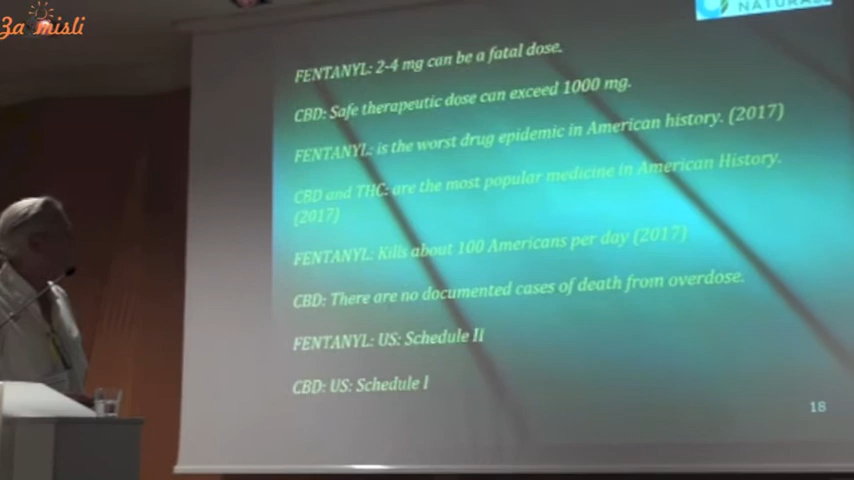 За misli
NATURAL
FENTANYL: 2-4 mg can be a fatal dose.
CBD: Safe therapeutic dose can exceed 1000 mg.
FENTANYL: is the worst drug epidemic in American history. (2017)
CBD and THC: are the most popular medicine in American History.
(2017)
FENTANYL: Kills about 100 Americans per day (2017)
CBD: There are no documented cases of death from overdose.
FENTANYL: US: Schedule II
CBD: US: Schedule I
18